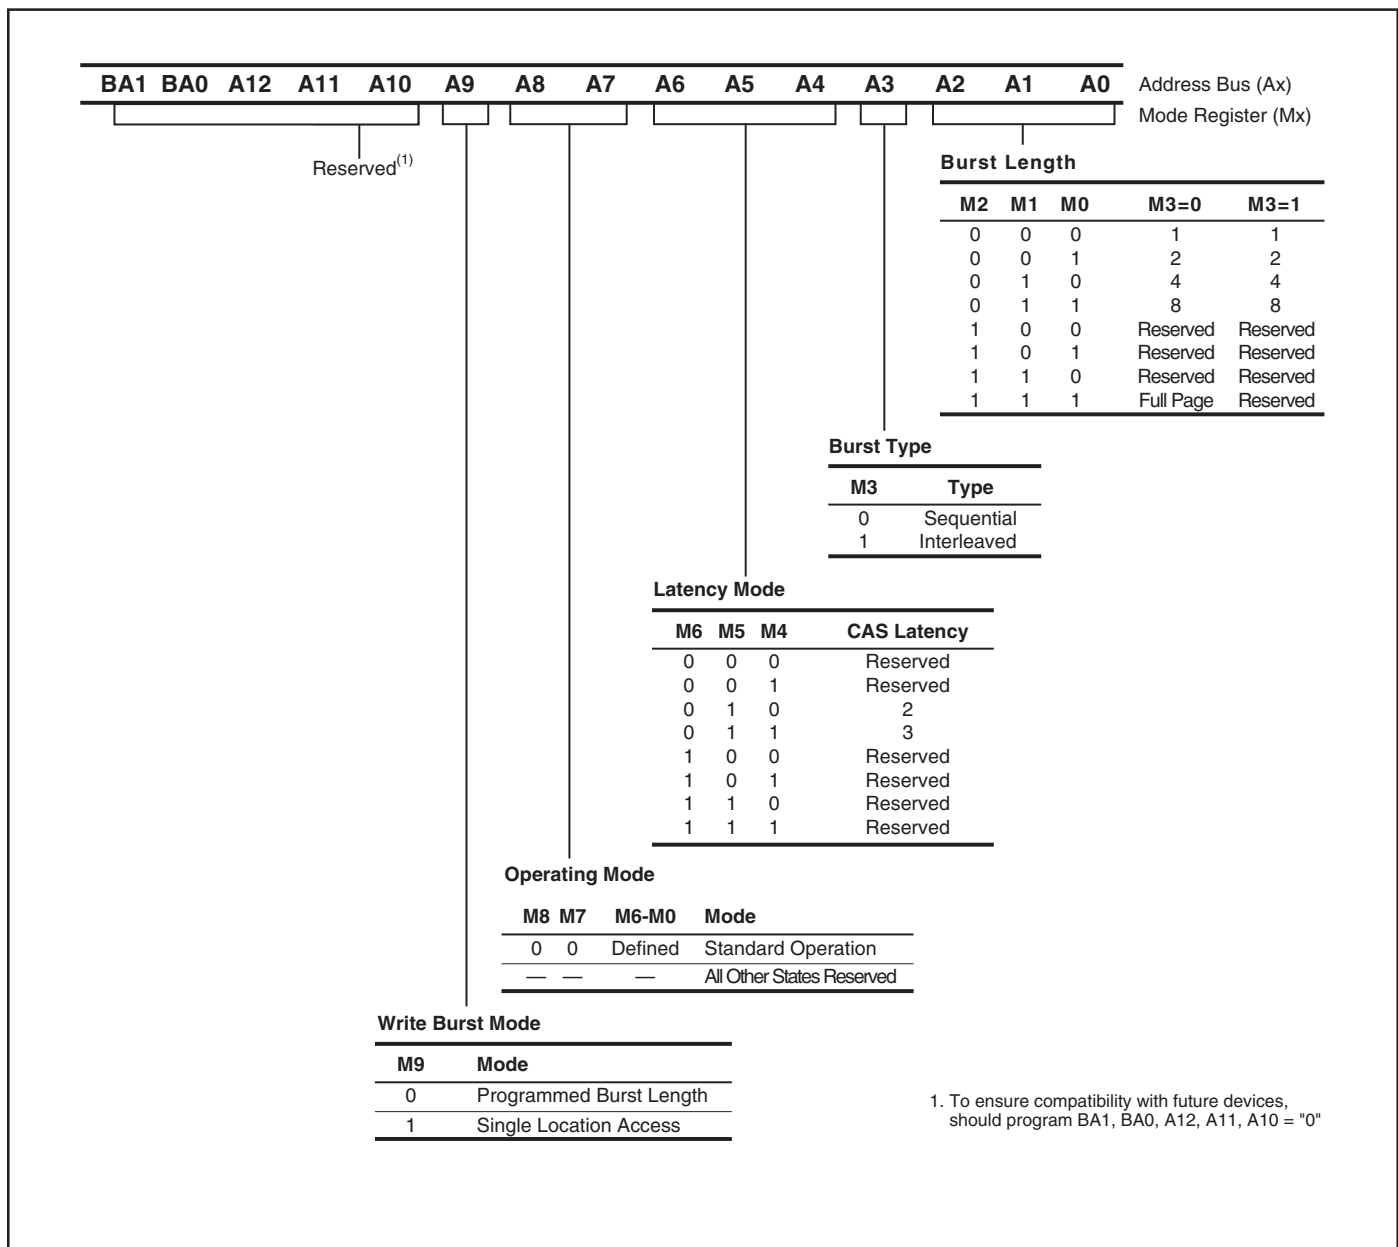 BA1 BA0 A12 A11 A10 A9 A8 A7 A6 A5 A4 A3 A2 A1 A0 Address Bus (Ax)
Mode Register (Mx)
Reserved(1)
Burst Length
M2 M1 M0 M3=0 M3=1
0 0 0 1 1
0 0 1 2 2
0 1 0 4 4
0 1 1 8 8
1 0 0 Reserved Reserved
1 0 1 Reserved Reserved
1 1 0 Reserved Reserved
1 1 1 Full Page Reserved
Burst Type
M3 Type
0 Sequential
1 Interleaved
Latency Mode
M6 M5 M4 CAS Latency
0 0 0 Reserved
0 0 1 Reserved
0 1 0 2
0 1 1 3
1 0 0 Reserved
1 0 1 Reserved
1 1 0 Reserved
1 1 1 Reserved
Operating Mode
M8 M7 M6-M0 Mode
0 0 Defined Standard Operation
— — — All Other States Reserved
Write Burst Mode
M9 Mode
0 Programmed Burst Length
1 Single Location Access
1. To ensure compatibility with future devices,
should program BA1, BA0, A12, A11, A10 = "0"